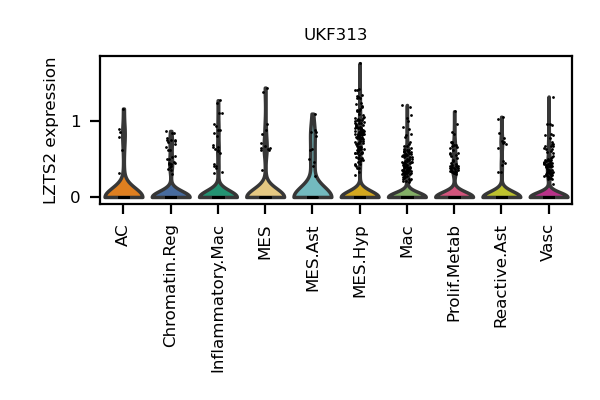 UKF313
LZTS2 expression
1
0
AC
Chromatin.Reg
Inflammatory.Mac
MES
MES.Ast
MES.Hyp
Mac
Prolif.Metab
Reactive.Ast
Vasc